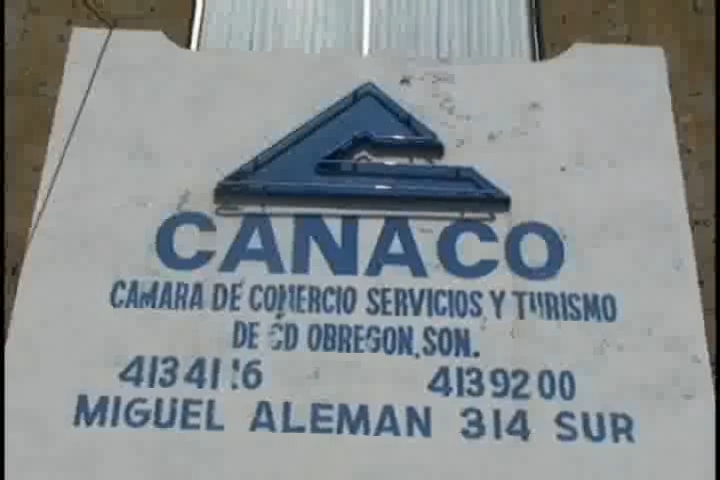 CANACO
CAMARA DE COMERCIO SERVICIOS Y TURISMO
DE CD OBREGON, SON.
4139200
MIGUEL ALEMAN 314 SUR